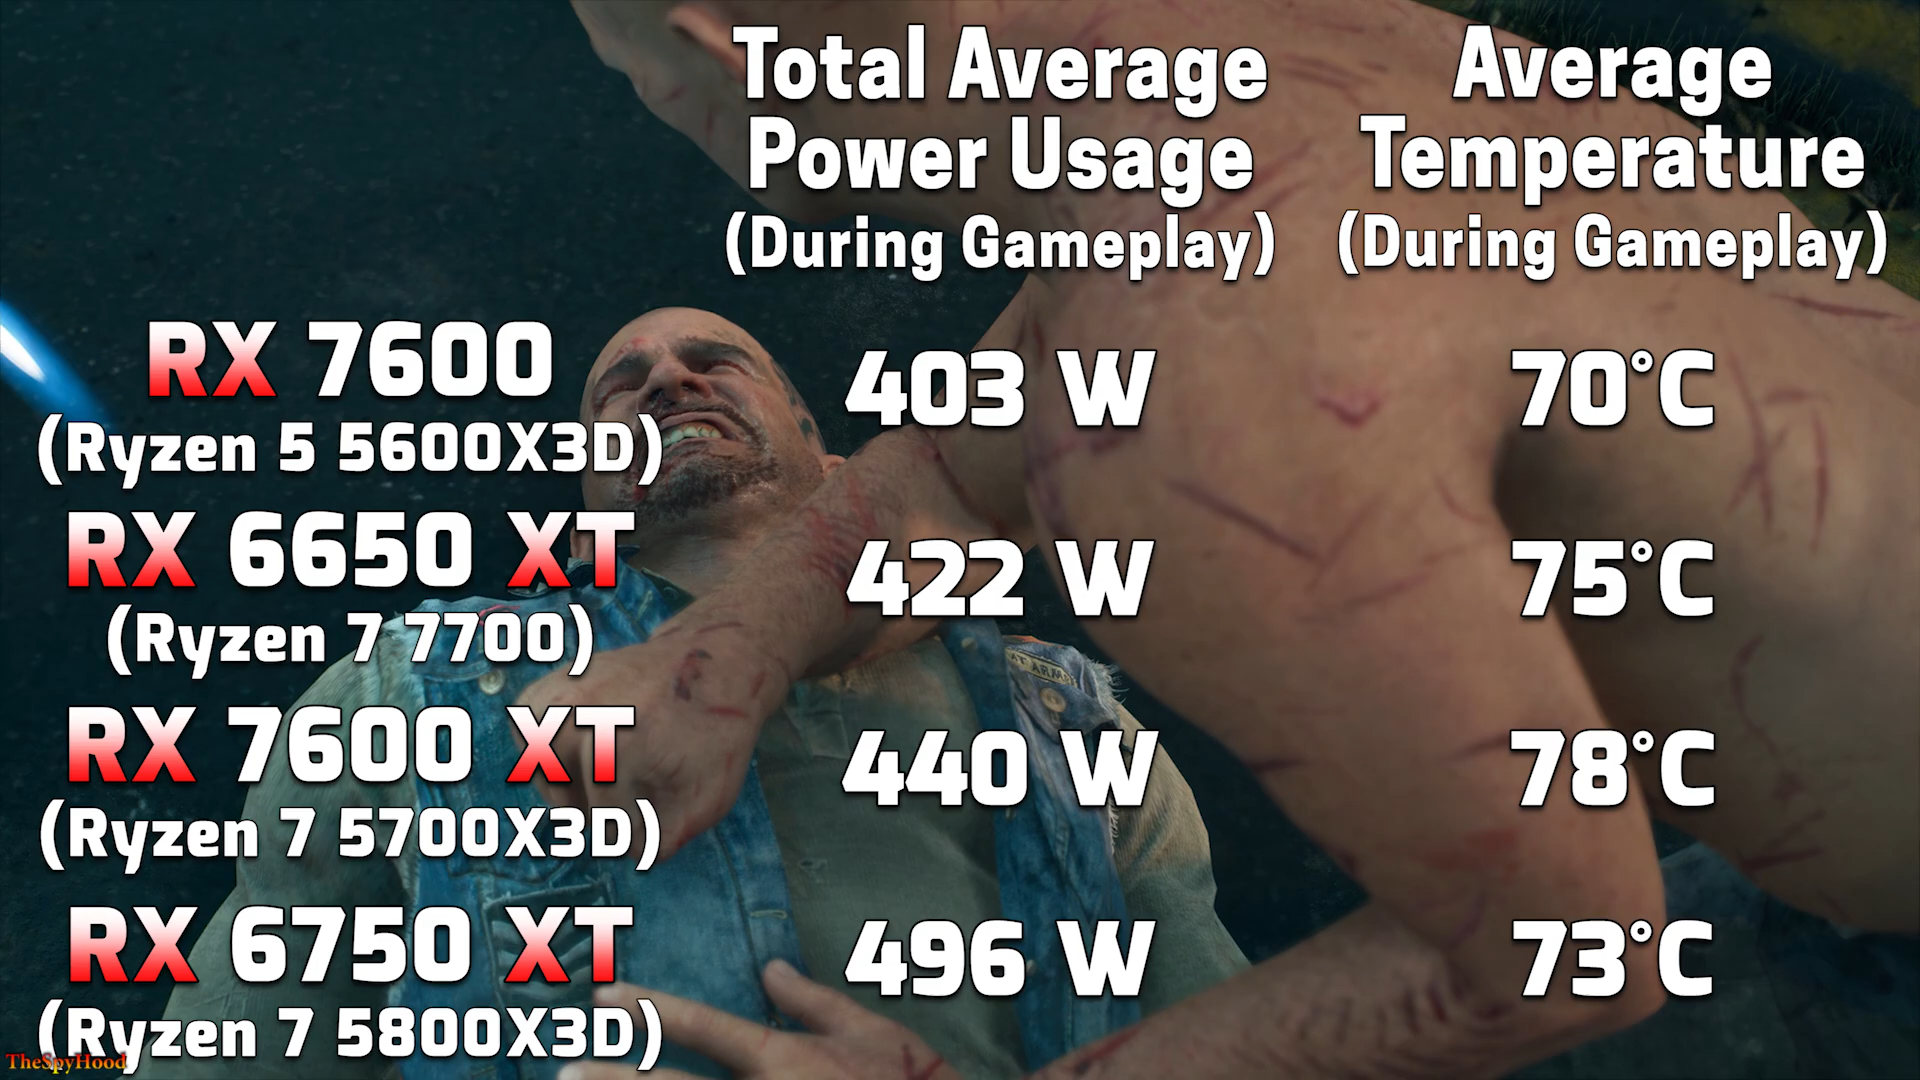 Total Average
Power Usage
(During Gameplay)
Average
Temperature
(During Gameplay)
RX 7600
(Ryzen 5 5600X3D)
403 W
70°C
RX 6650 XT
(Ryzen 7 7700)
422 W
75°C
RX 7600 XT
(Ryzen 7 5700X3D)
440 W
78°C
RX 6750 XT
(Ryzen 7 5800X3D)
496 W
73°C
TheSpyHood